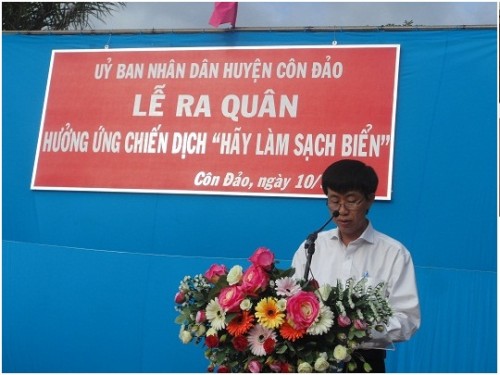 UỶ BAN NHÂN DÂN HUYỆN CÔN ĐẢO
LỄ RA QUÂN
HƯỞNG ỨNG CHIẾN DỊCH “HÃY LÀM SẠCH BIỂN”
Côn Đảo, ngày 10/